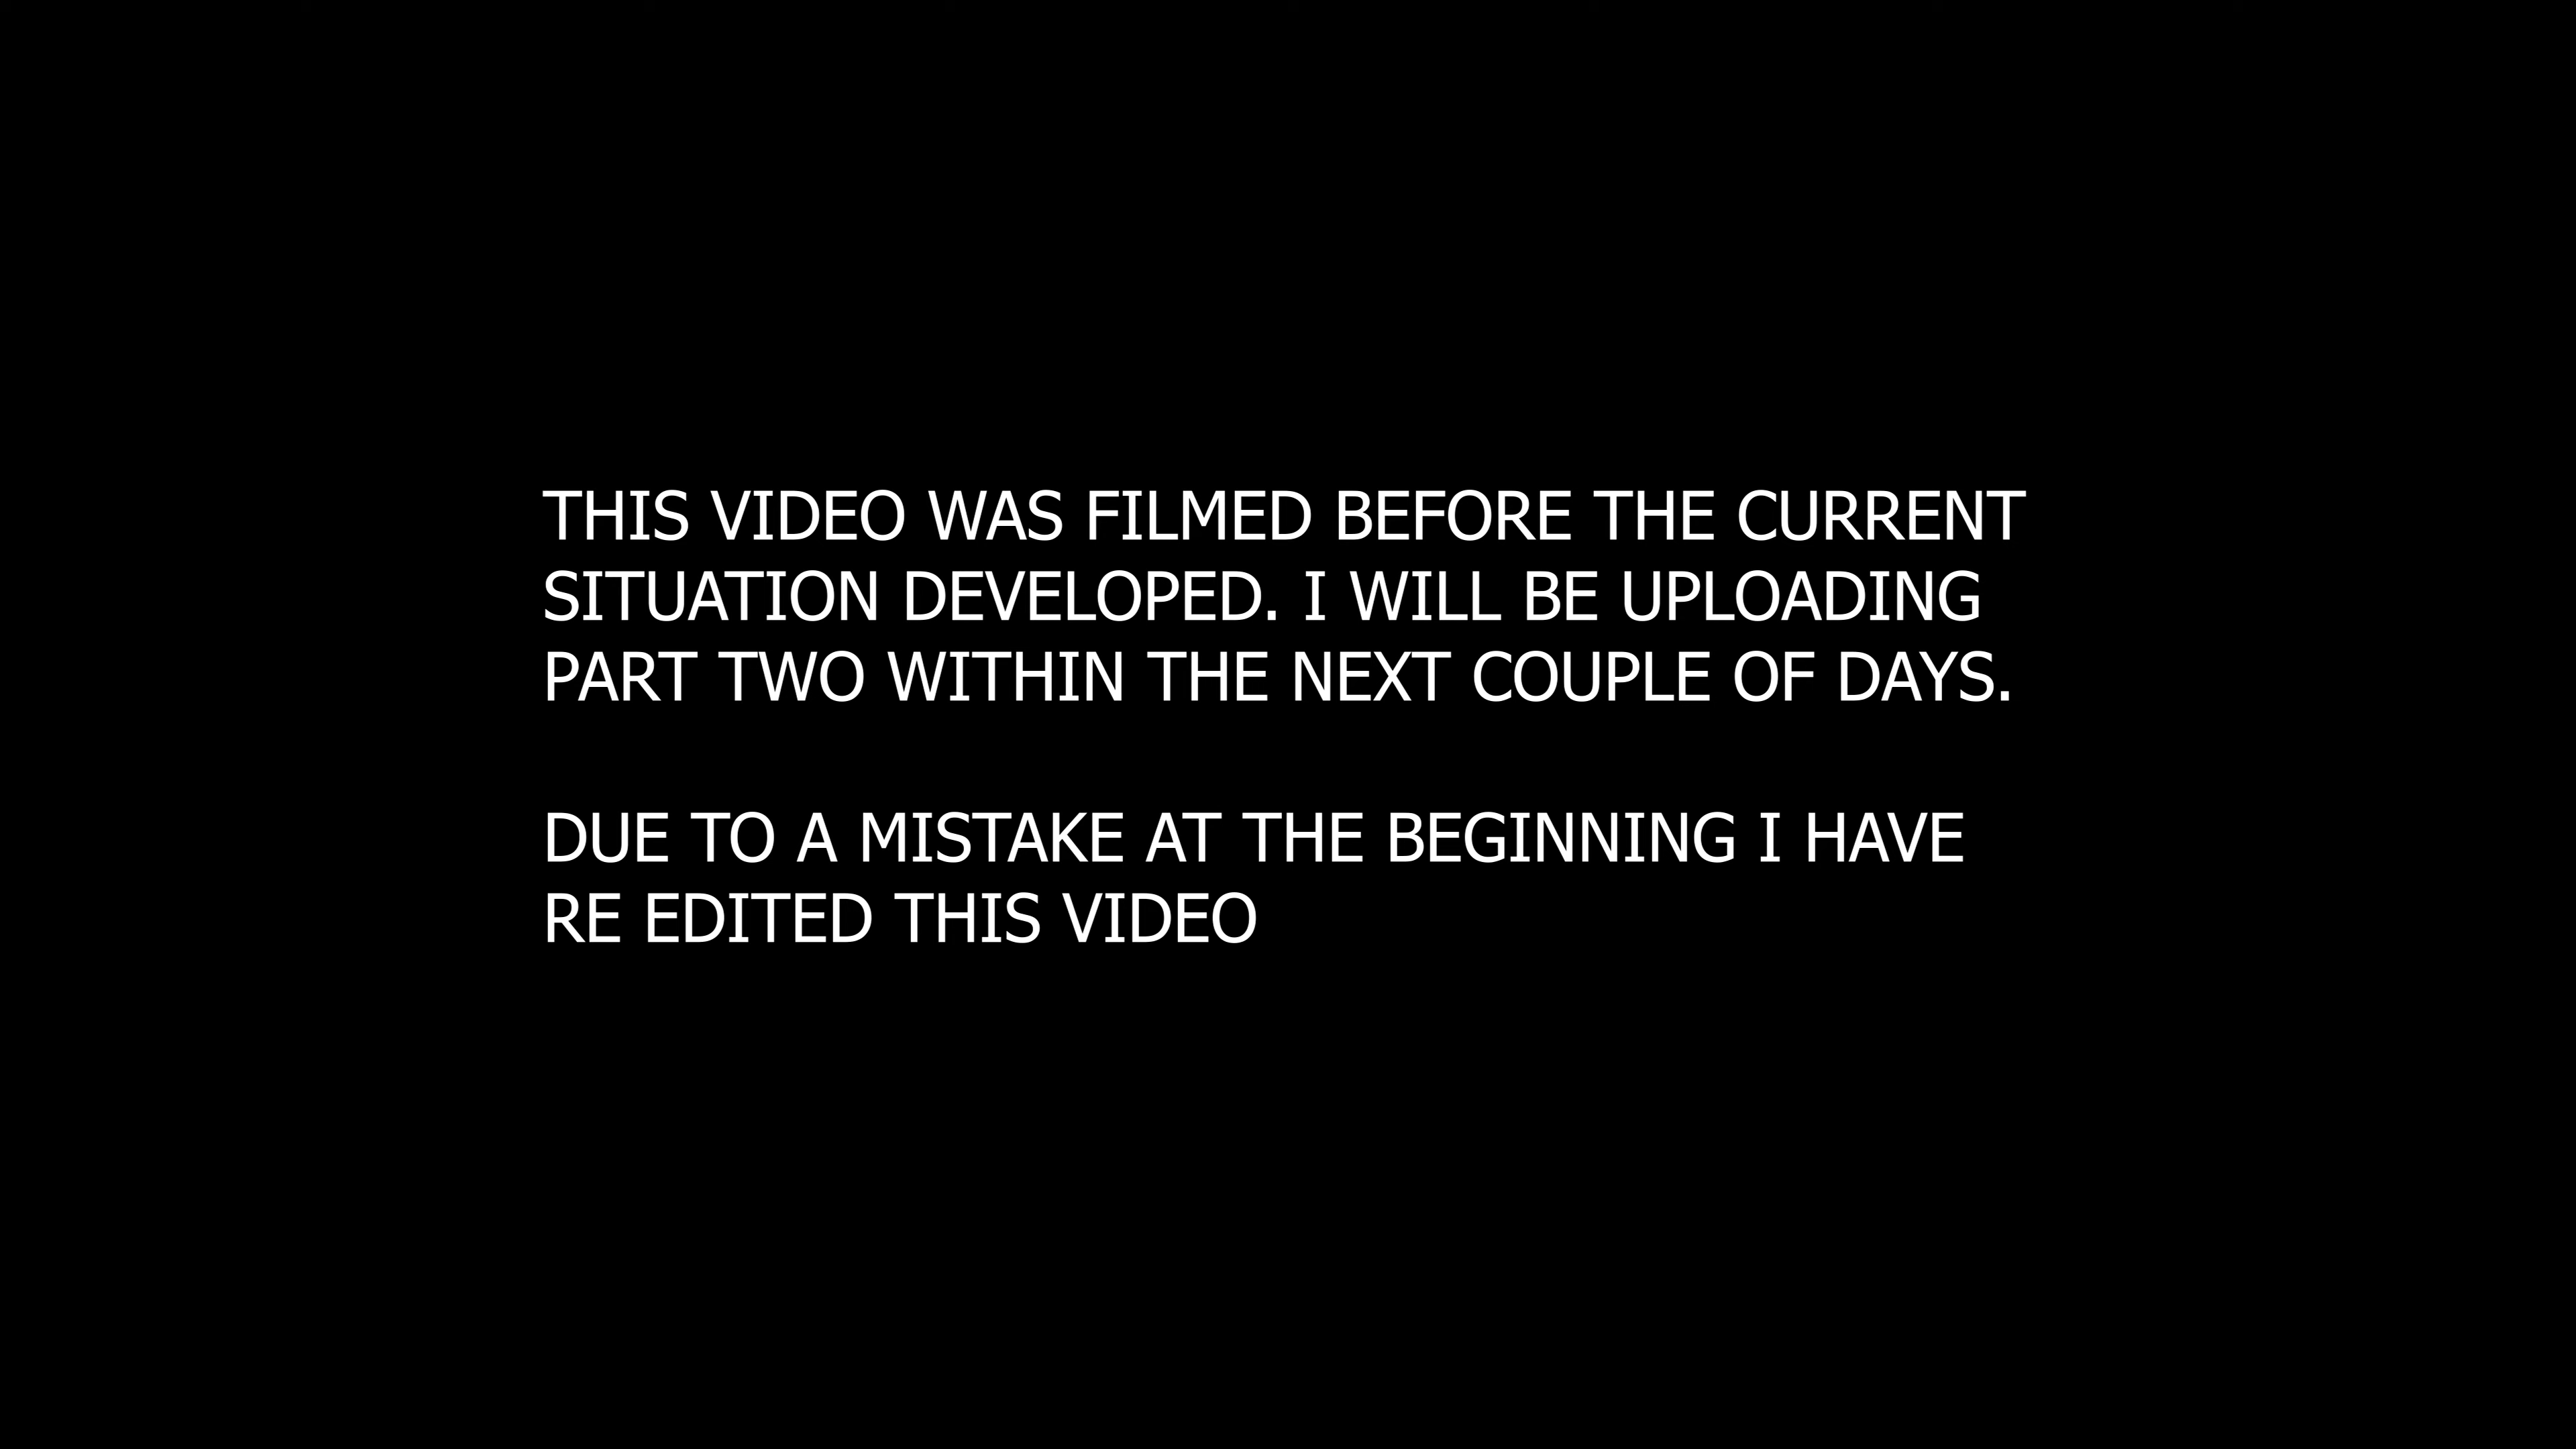 THIS VIDEO WAS FILMED BEFORE THE CURRENT
SITUATION DEVELOPED. I WILL BE UPLOADING
PART TWO WITHIN THE NEXT COUPLE OF DAYS.
DUE TO A MISTAKE AT THE BEGINNING I HAVE
RE EDITED THIS VIDEO